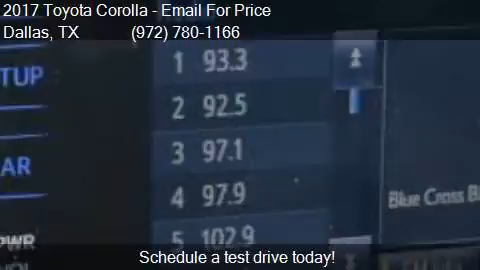 2017 Toyota Corolla - Email For Price
Dallas, TX (972) 780-1166
1 93.3
TUP
2 92.5
3 97.1
AR
4 97.9
Blue Cross B
5 102.9
PWR
VOL
Schedule a test drive today!